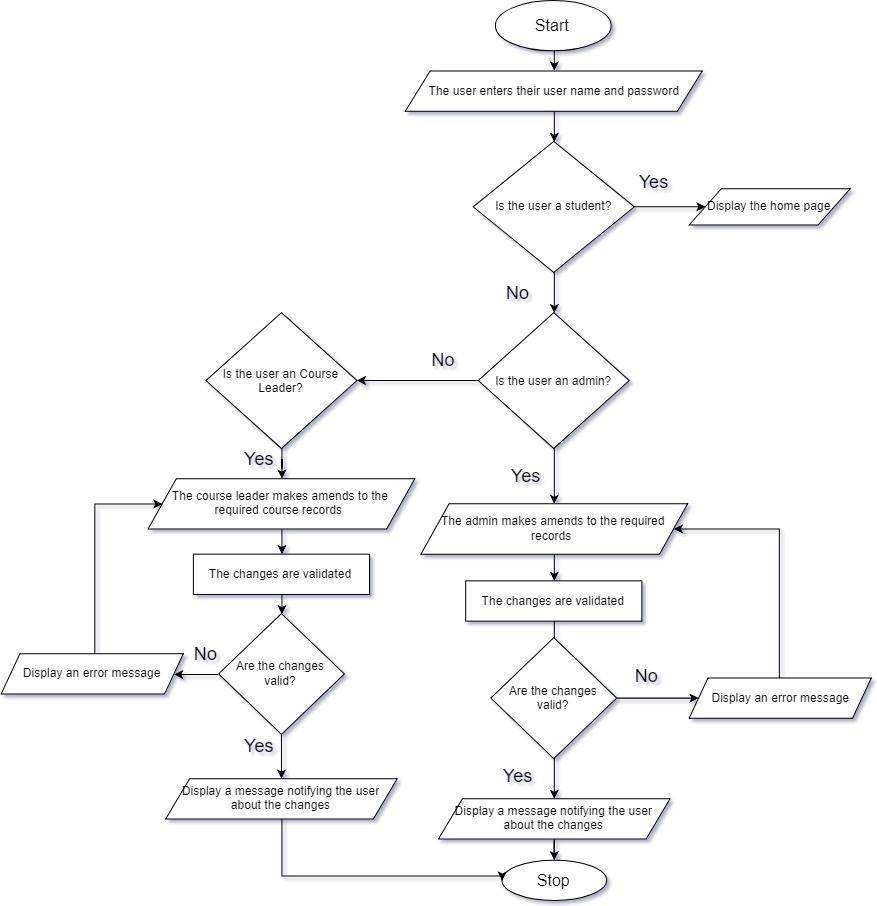 Start
The user enters their user name and password
Is the user a student?
Yes
Display the home page
No
Is the user an admin?
No
Is the user an Course
Leader?
Yes
The course leader makes amends to the
required course records
The changes are validated
Are the changes
valid?
No
Display an error message
Yes
Display a message notifying the user
about the changes
Yes
The admin makes amends to the required
records
The changes are validated
Are the changes
valid?
No
Display an error message
Yes
Display a message notifying the user
about the changes
Stop